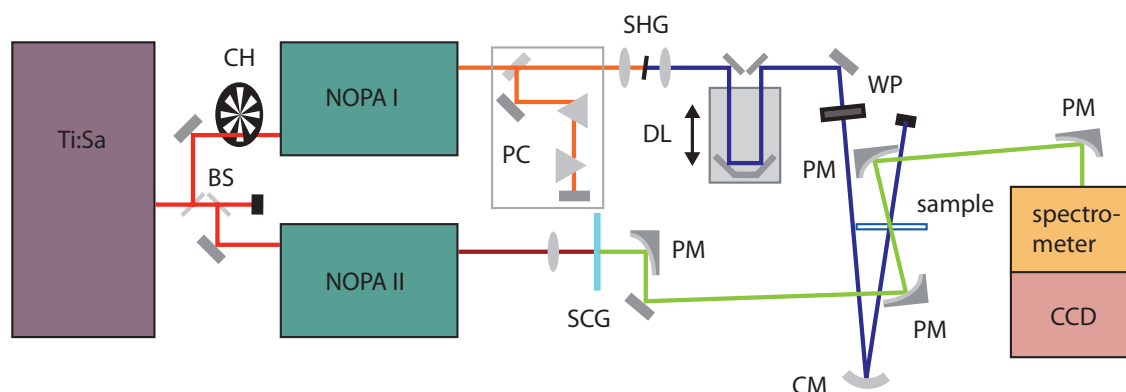 Ti:Sa
CH
BS
NOPA I
NOPA II
PC
SHG
DL
WP
PM
PM
sample
SCG
PM
PM
CM
spectro-
meter
CCD